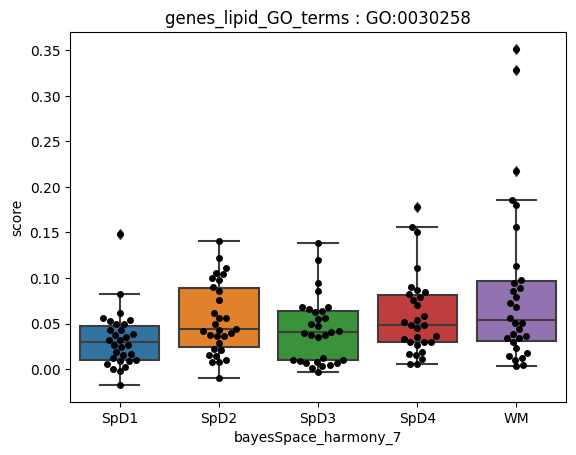 genes_lipid_GO_terms : GO:0030258
score
0.35
0.30
0.25
0.20
0.15
0.10
0.05
0.00
SpD1 SpD2 SpD3 SpD4 WM
bayesSpace_harmony_7